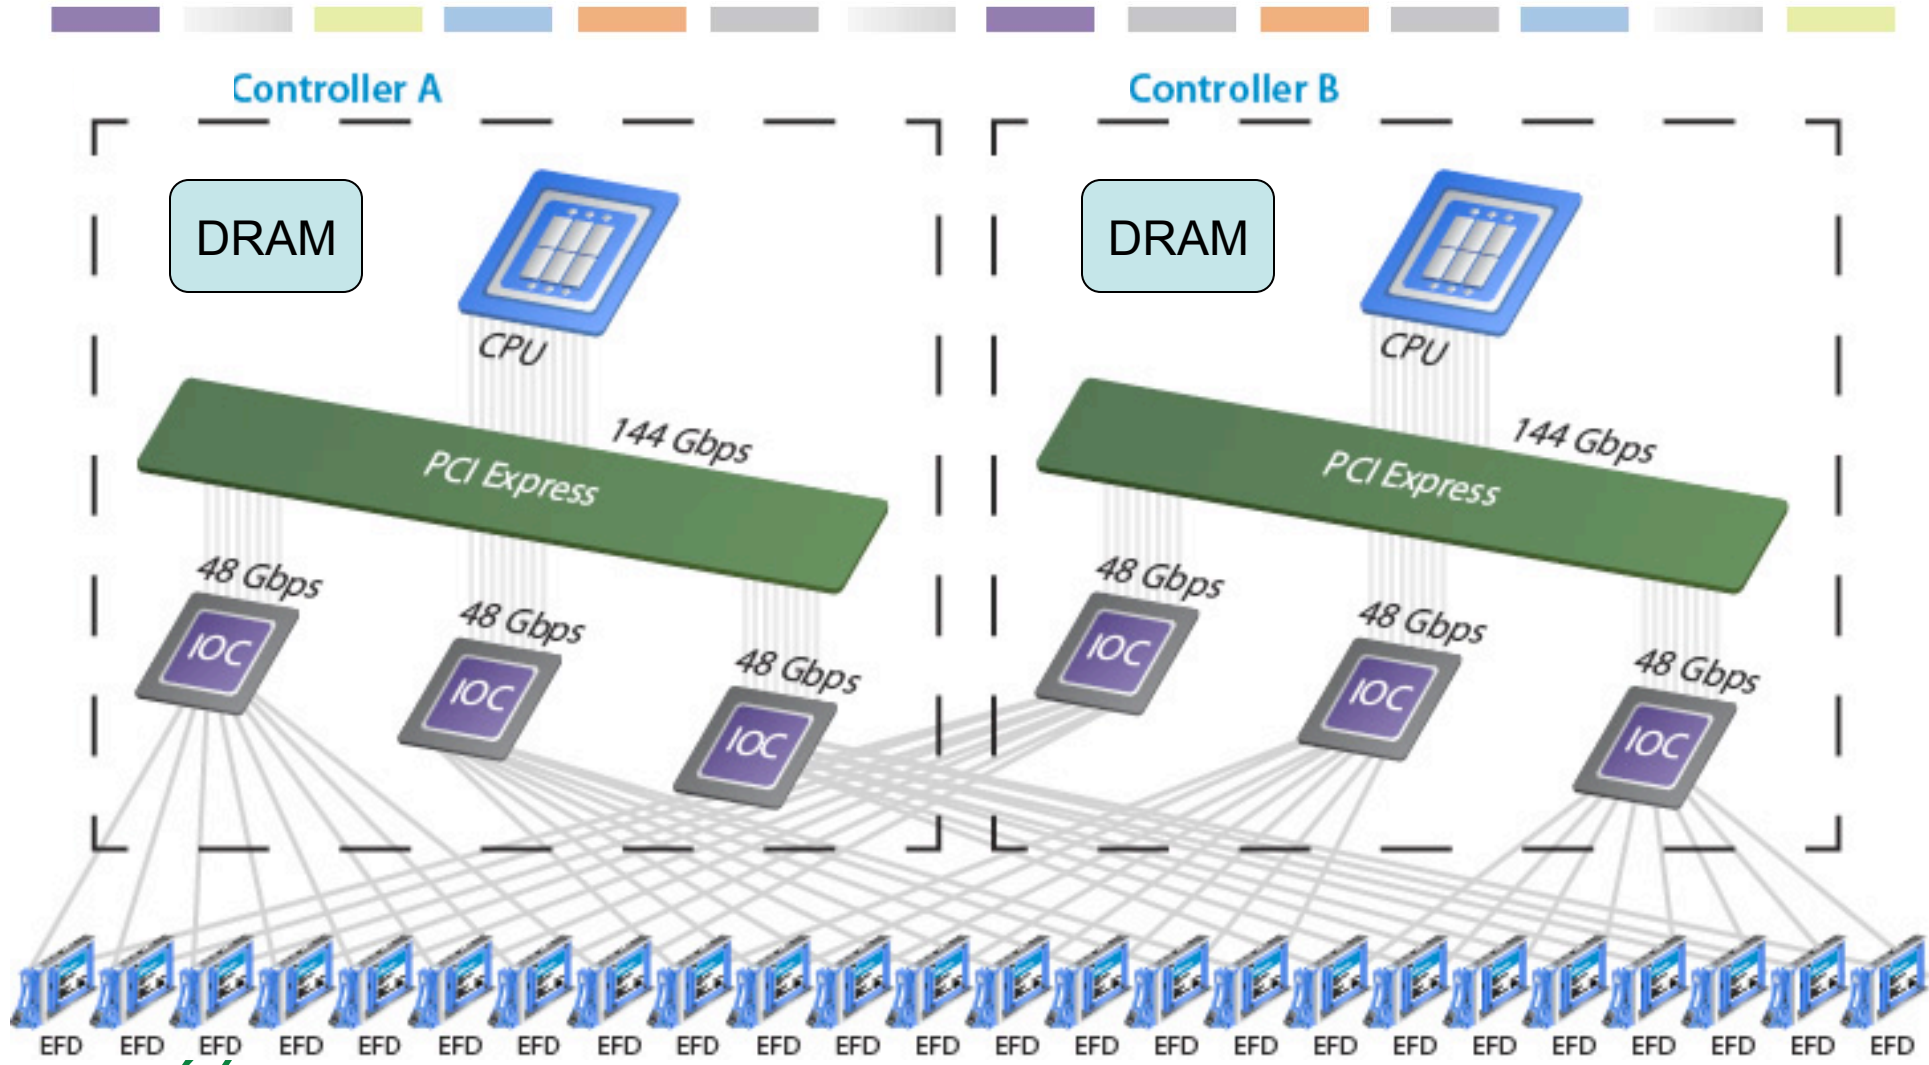 Controller A
Controller B
DRAM
DRAM
CPU
CPU
144 Gbps
144 Gbps
PCI Express
PCI Express
48 Gbps
48 Gbps
48 Gbps
48 Gbps
48 Gbps
48 Gbps
IOC
IOC
IOC
IOC
IOC
IOC
EFD EFD EFD EFD EFD EFD EFD EFD EFD EFD EFD EFD EFD EFD EFD EFD EFD EFD EFD EFD EFD EFD EFD EFD